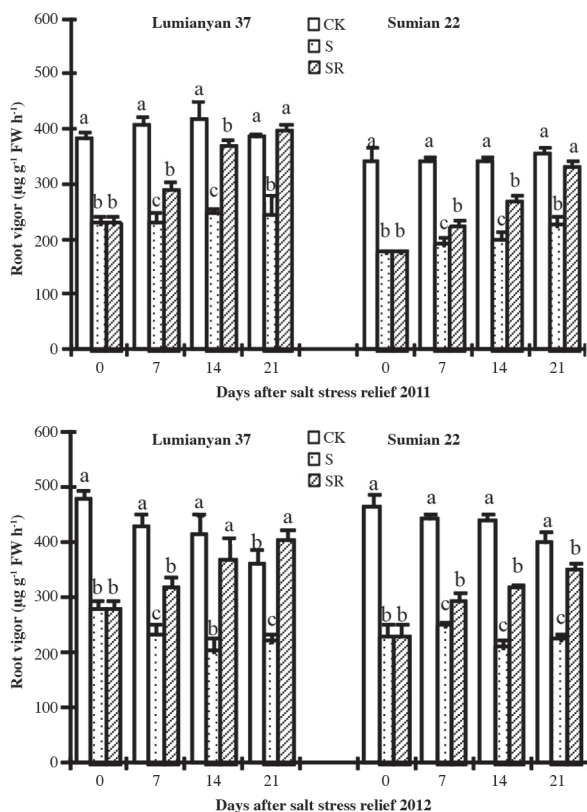 600
500
400
300
200
100
0
Root vigor (µg g⁻¹ FW h⁻¹)
Lumianyan 37
CK
S
SR
Sumian 22
a a a a a
b b c b c b b a
a a a a
b b c b c b b a
0 7 14 21 0 7 14 21
Days after salt stress relief 2011
600
500
400
300
200
100
0
Root vigor (µg g⁻¹ FW h⁻¹)
Lumianyan 37
CK
S
SR
Sumian 22
a a a a b a
b b c b b c
a a a a
b b c b c b c b
0 7 14 21 0 7 14 21
Days after salt stress relief 2012